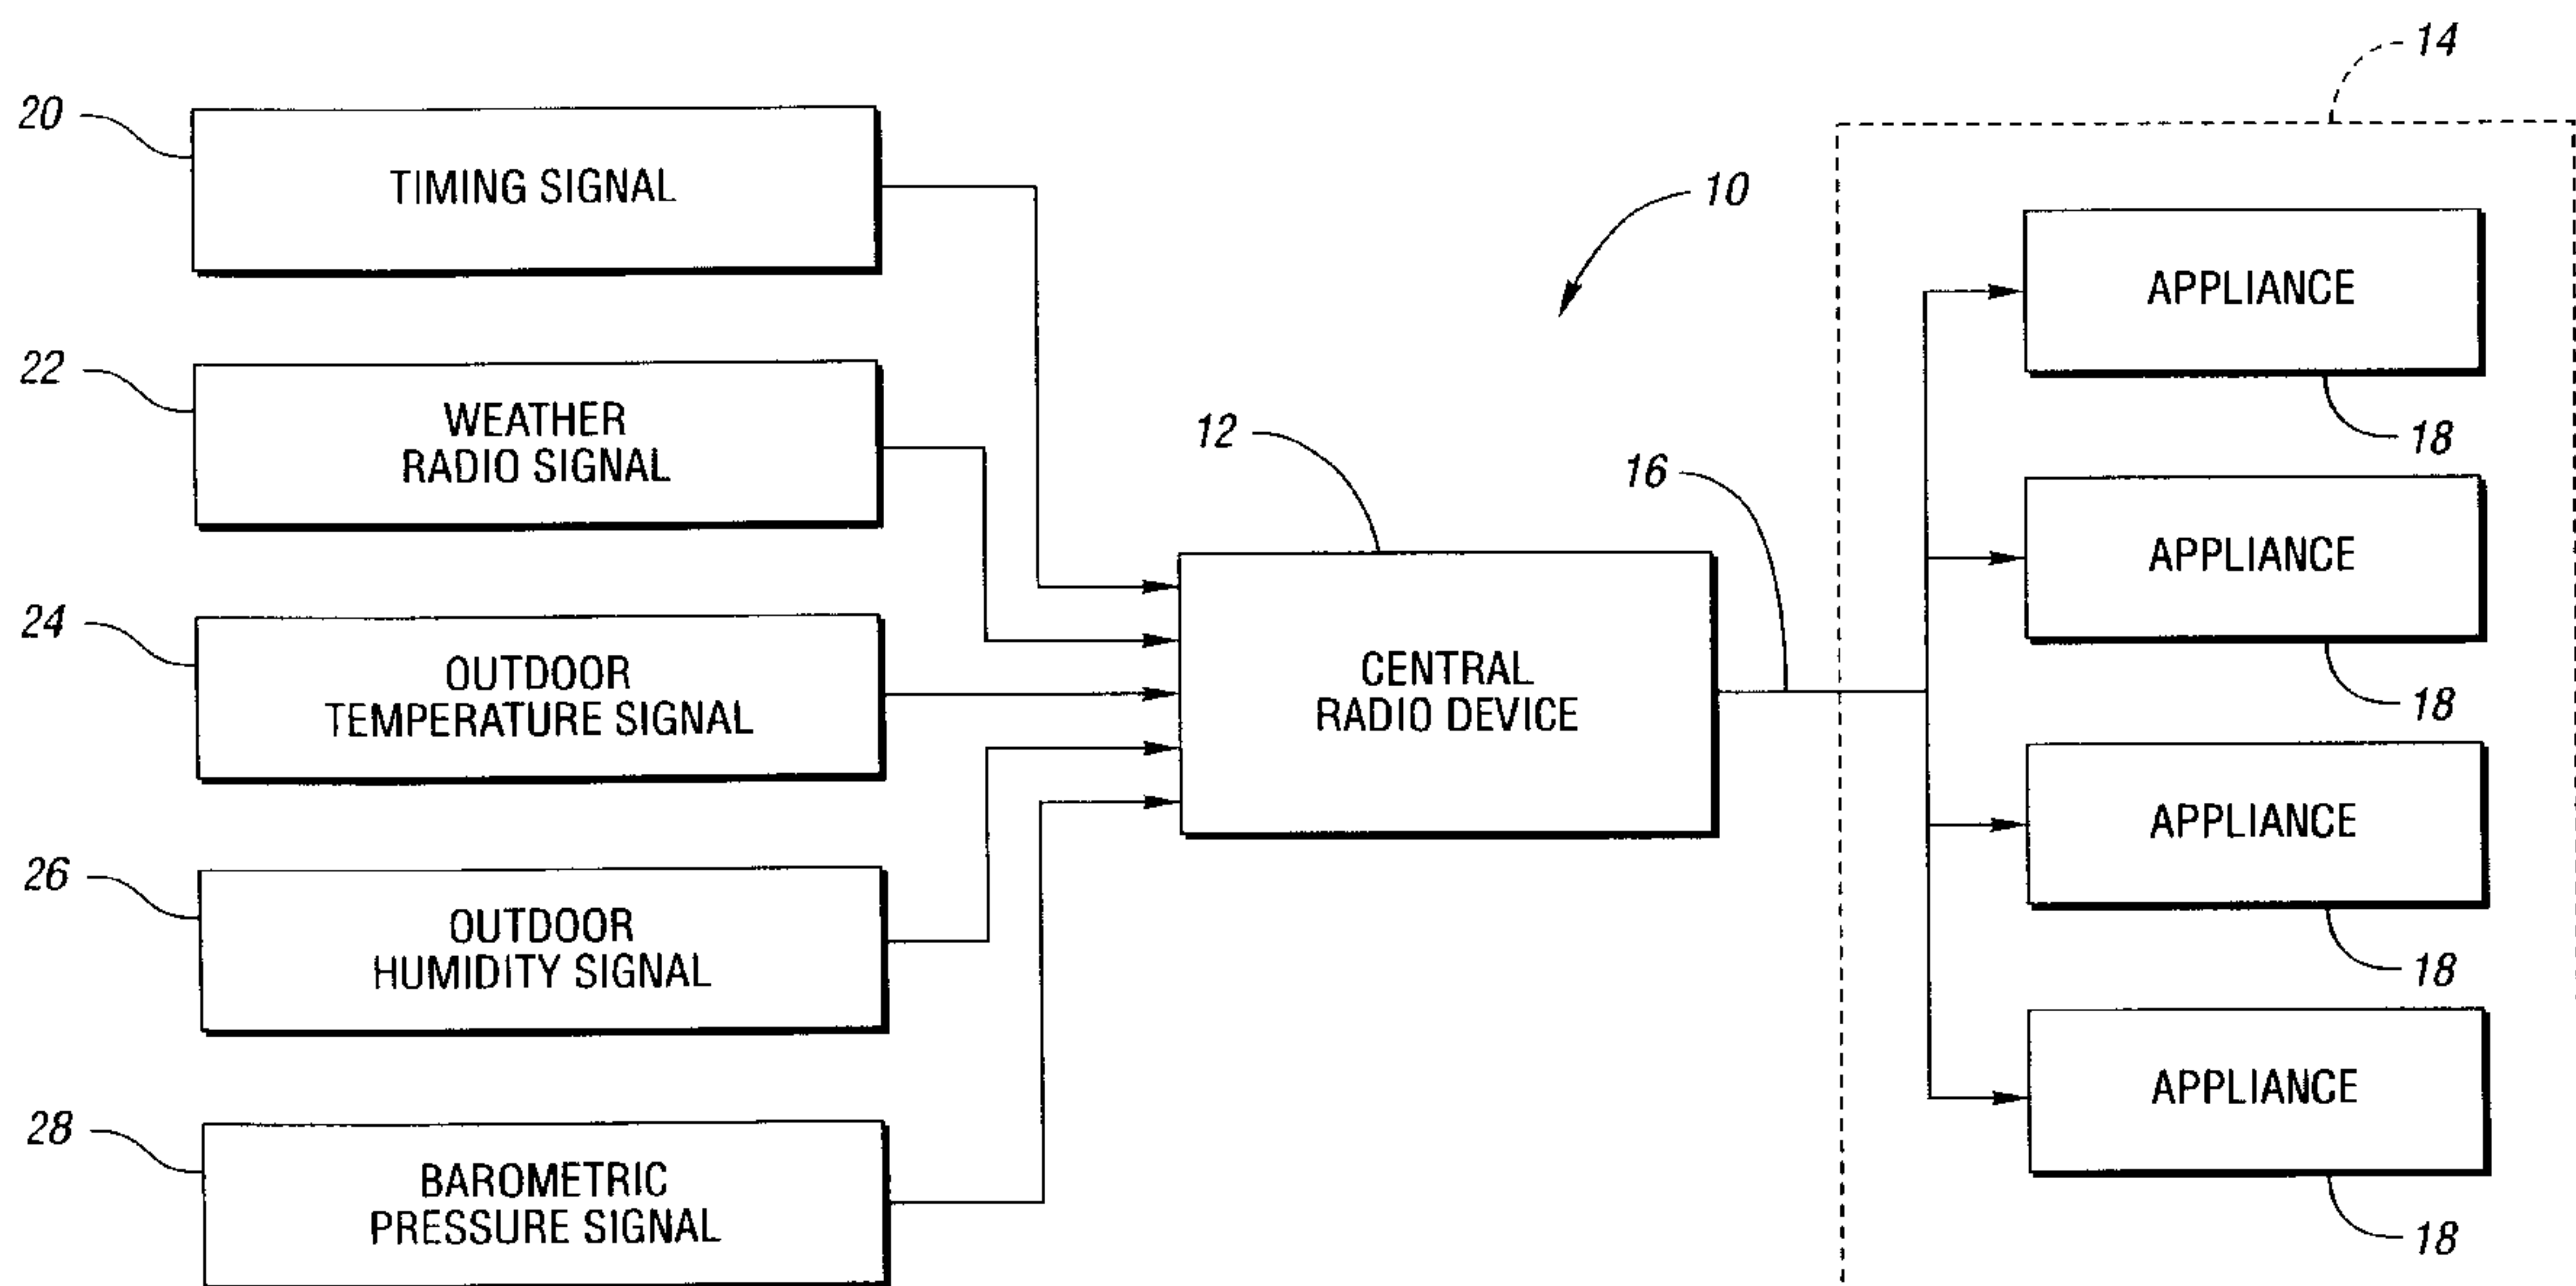 14
20
TIMING SIGNAL
10
APPLIANCE
18
22
WEATHER
RADIO SIGNAL
12
16
APPLIANCE
18
24
OUTDOOR
TEMPERATURE SIGNAL
CENTRAL
RADIO DEVICE
APPLIANCE
18
26
OUTDOOR
HUMIDITY SIGNAL
APPLIANCE
18
28
BAROMETRIC
PRESSURE SIGNAL